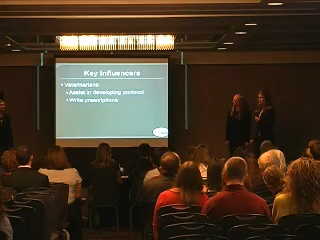 Key Influencers
• Veterinarians
• Assist in developing protocol
• Write prescriptions